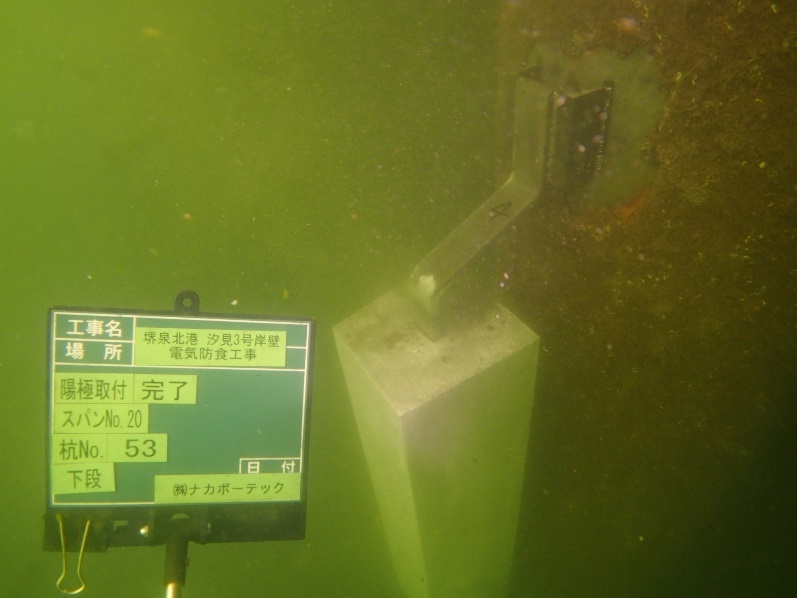 工事名
堺泉北港 汐見3号岸壁
電気防食工事
場 所
陽極取付 完了
スパンNo.20
杭No. 53
下段
日 付
㈱ナカボーテック